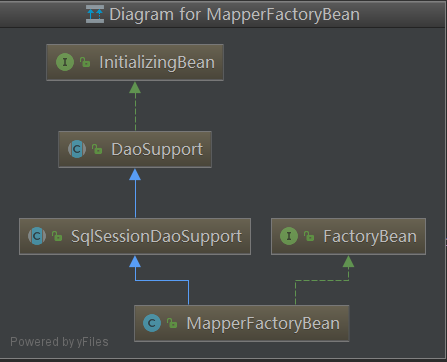 Diagram for MapperFactoryBean
I InitializingBean
C DaoSupport
C SqlSessionDaoSupport
I FactoryBean
C MapperFactoryBean
Powered by yFiles